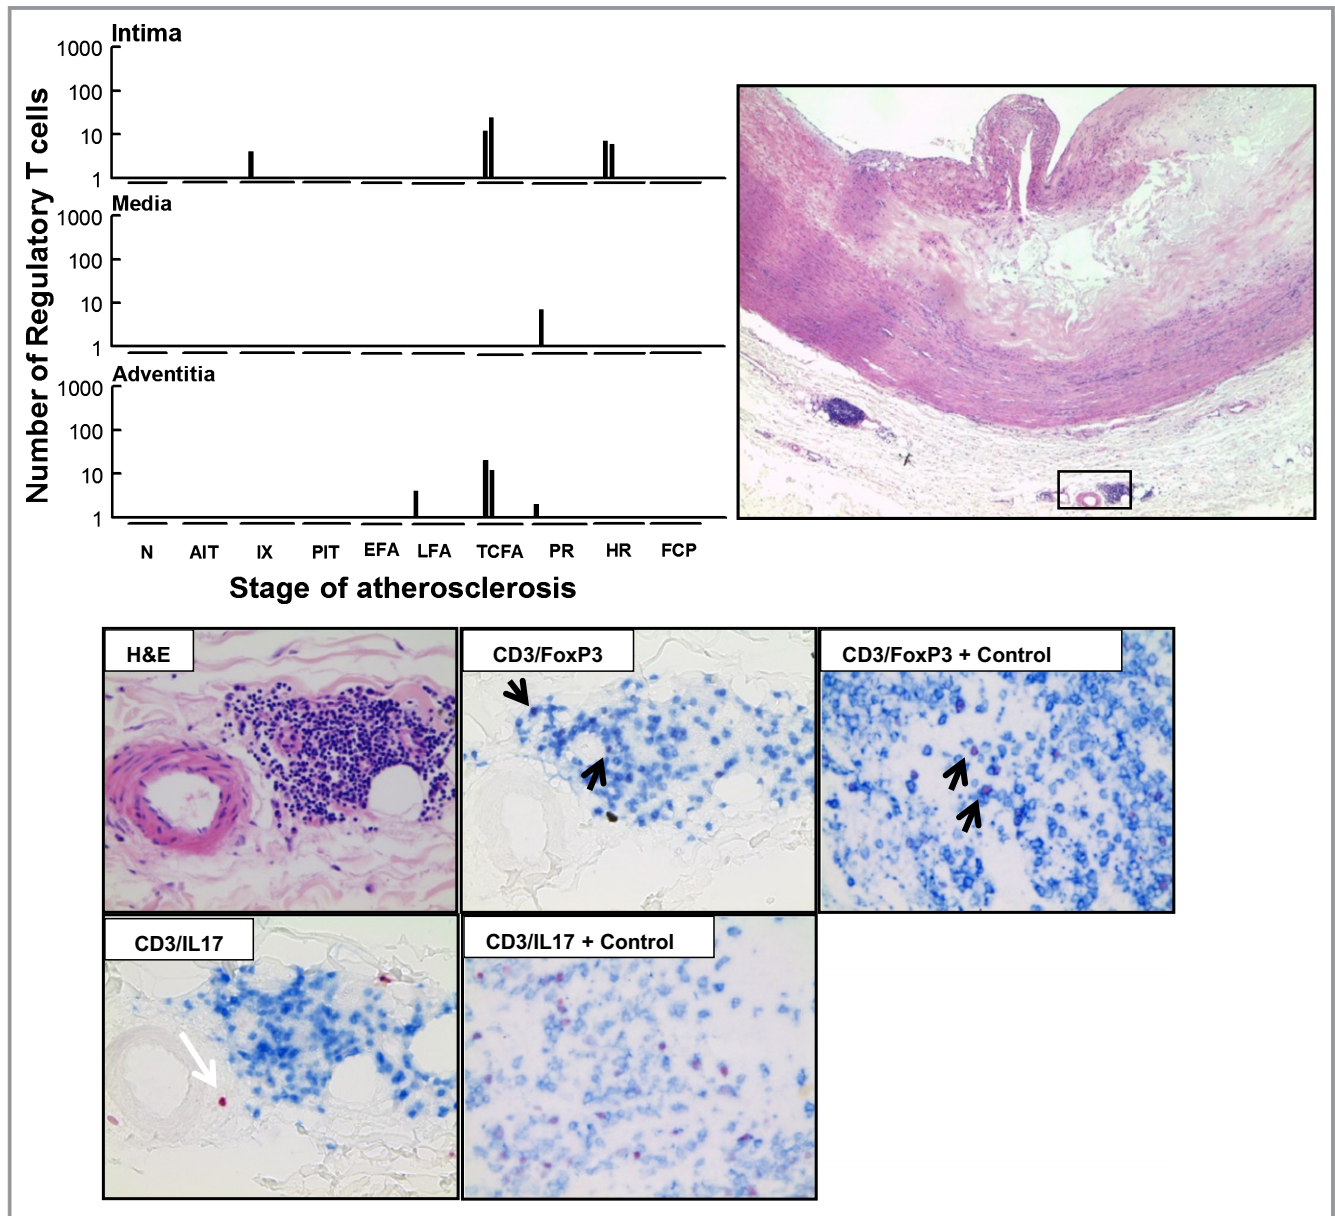 Intima
1000
100
10
1
Media
1000
100
10
1
Adventitia
1000
100
10
1
Number of Regulatory T cells
N AIT IX PIT EFA LFA TCFA PR HR FCP
Stage of atherosclerosis
H&E
CD3/FoxP3
CD3/FoxP3 + Control
CD3/IL17
CD3/IL17 + Control